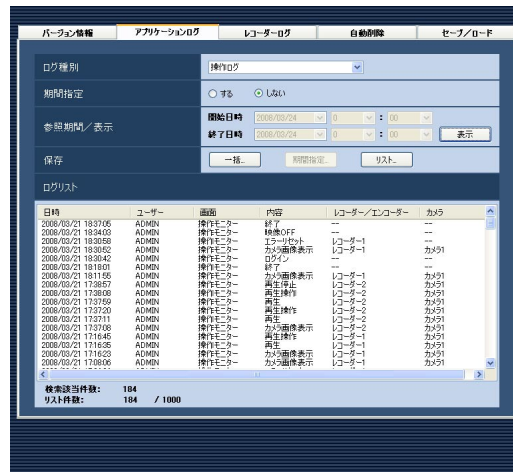 バージョン情報 アプリケーションログ レコーダーログ 自動削除 セーブ/ロード
ログ種別 操作ログ
期間指定 する しない
参照期間/表示 開始日時 2008/03/24 0 : 00
終了日時 2008/03/24 0 : 00 表示
保存 一括... 期間指定... リスト...
ログリスト
日時 ユーザー 画面 内容 レコーダー/エンコーダー カメラ
2008/03/21 18:37:05 ADMIN 操作モニター 終了 -- --
2008/03/21 18:34:03 ADMIN 操作モニター 映像OFF -- --
2008/03/21 18:30:58 ADMIN 操作モニター エラーリセット レコーダー1 --
2008/03/21 18:30:52 ADMIN 操作モニター カメラ画像表示 レコーダー1 カメラ1
2008/03/21 18:30:42 ADMIN 操作モニター ログイン -- --
2008/03/21 18:18:01 ADMIN 操作モニター 終了 -- --
2008/03/21 18:11:55 ADMIN 操作モニター カメラ画像表示 レコーダー1 カメラ1
2008/03/21 17:38:57 ADMIN 操作モニター 再生停止 レコーダー2 カメラ1
2008/03/21 17:38:08 ADMIN 操作モニター 再生操作 レコーダー2 カメラ1
2008/03/21 17:37:59 ADMIN 操作モニター 再生 レコーダー2 カメラ1
2008/03/21 17:37:20 ADMIN 操作モニター 再生操作 レコーダー2 カメラ1
2008/03/21 17:37:11 ADMIN 操作モニター 再生 レコーダー2 カメラ1
2008/03/21 17:37:08 ADMIN 操作モニター カメラ画像表示 レコーダー2 カメラ1
2008/03/21 17:16:45 ADMIN 操作モニター 再生操作 レコーダー1 カメラ1
2008/03/21 17:16:35 ADMIN 操作モニター 再生 レコーダー1 カメラ1
2008/03/21 17:16:23 ADMIN 操作モニター カメラ画像表示 レコーダー1 カメラ1
2008/03/21 17:08:06 ADMIN 操作モニター カメラ画像表示 レコーダー1 カメラ1
検索該当件数: 184
リスト件数: 184 / 1000